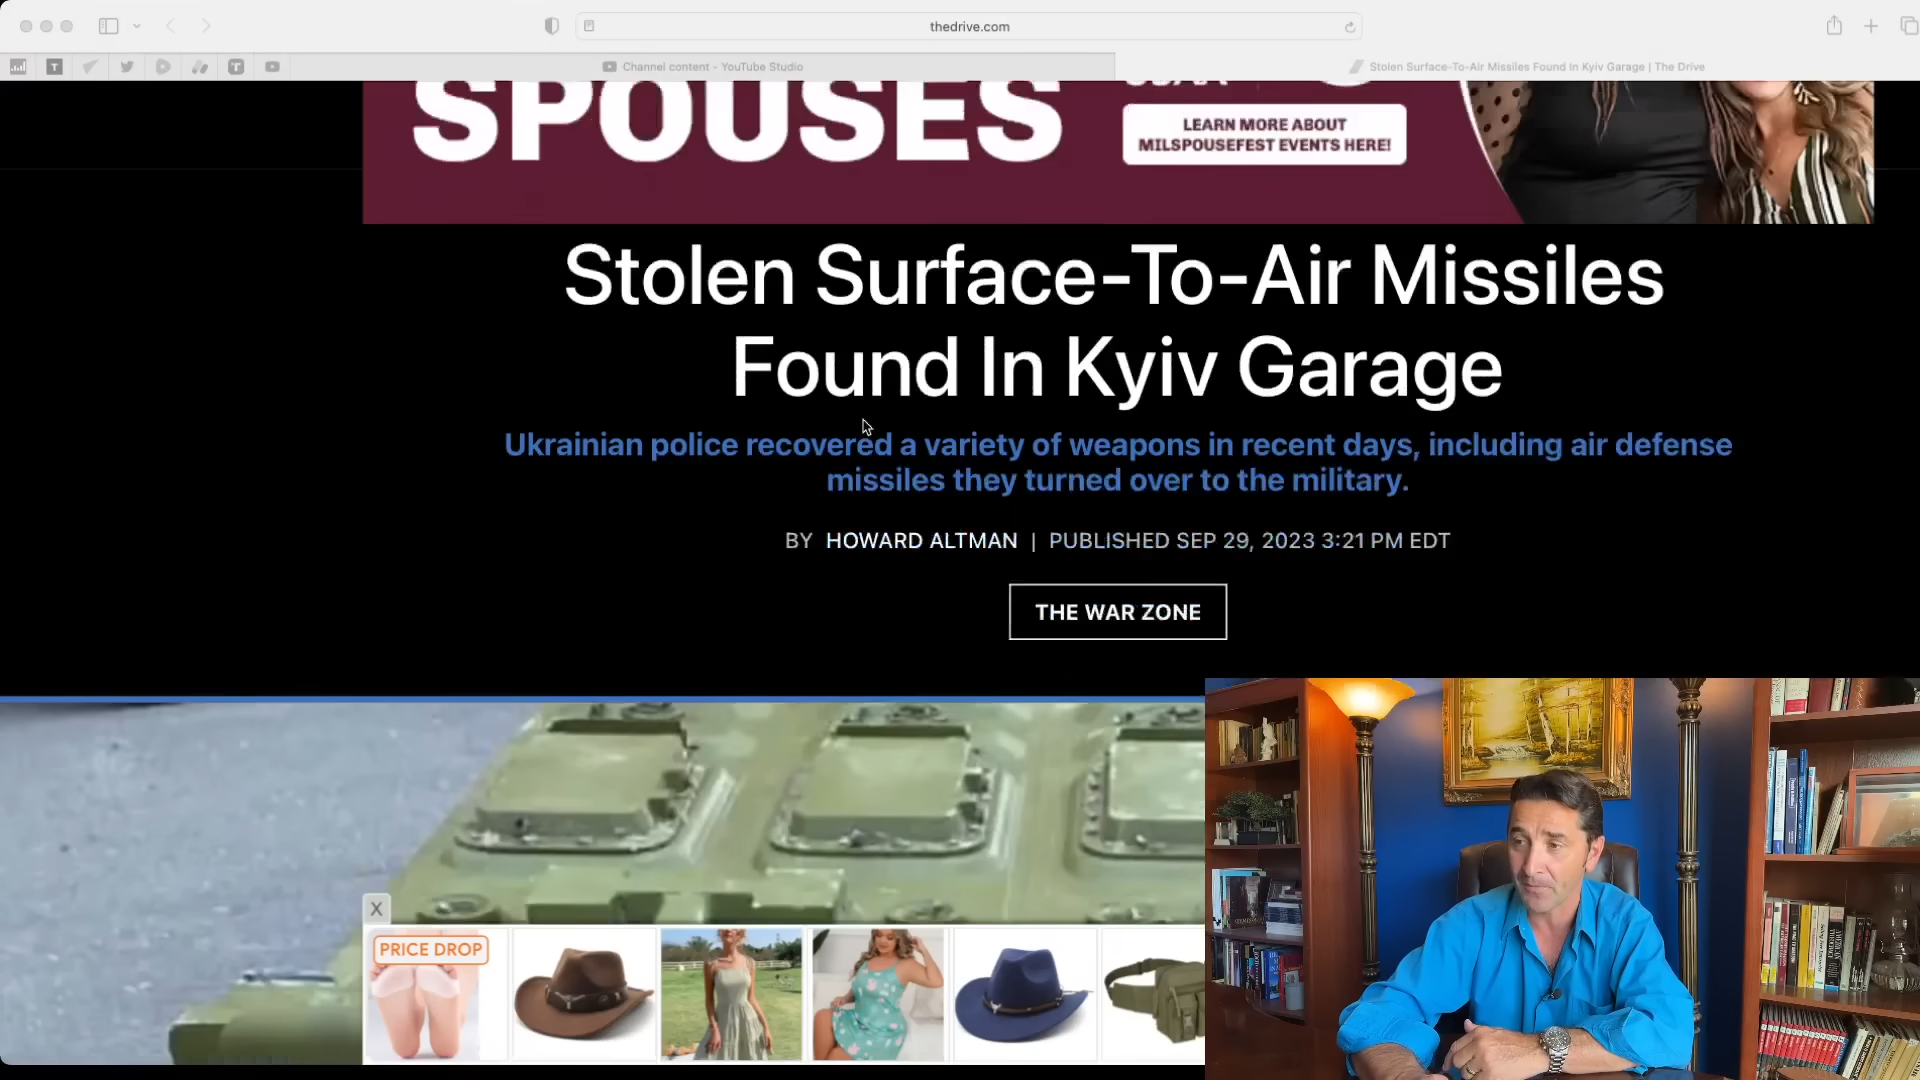 thedrive.com
Channel content - YouTube Studio
Stolen Surface-To-Air Missiles Found In Kyiv Garage | The Drive
SPOUSES
LEARN MORE ABOUT
MILSPOUSEFEST EVENTS HERE!
Stolen Surface-To-Air Missiles
Found In Kyiv Garage
Ukrainian police recovered a variety of weapons in recent days, including air defense
missiles they turned over to the military.
BY HOWARD ALTMAN | PUBLISHED SEP 29, 2023 3:21 PM EDT
THE WAR ZONE
X
PRICE DROP